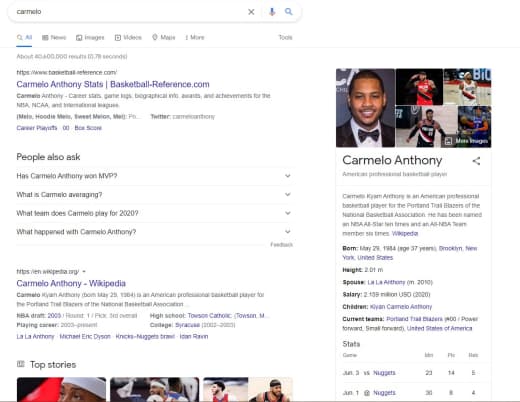 carmelo
All
News
Images
Videos
Maps
More
Tools
About 40,600,000 results (0.78 seconds)
https://www.basketball-reference.com/
Carmelo Anthony Stats | Basketball-Reference.com
Carmelo Anthony - Career stats, game logs, biographical info, awards, and achievements for the
NBA, NCAA, and International leagues.
(Melo, Hoodie Melo, Sweet Melon, Mel): Po... Twitter: carmeloanthony
Career Playoffs 00 Box Score
People also ask
Has Carmelo Anthony won MVP?
What is Carmelo averaging?
What team does Carmelo play for 2020?
What happened with Carmelo Anthony?
Feedback
https://en.wikipedia.org/
Carmelo Anthony - Wikipedia
Carmelo Kyam Anthony (born May 29, 1984) is an American professional basketball player for
the Portland Trail Blazers of the National Basketball Association ...
NBA draft: 2003 / Round: 1 / Pick: 3rd overall High school: Towson Catholic; (Towson, M...
Playing career: 2003–present College: Syracuse (2002–2003)
La La Anthony · Michael Eric Dyson · Knicks–Nuggets brawl · Idan Ravin
Top stories
CHIL
More Images
Carmelo Anthony
American professional basketball player
Carmelo Kyam Anthony is an American professional
basketball player for the Portland Trail Blazers of the
National Basketball Association. He has been named
an NBA All-Star ten times and an All-NBA Team
member six times. Wikipedia
Born: May 29, 1984 (age 37 years), Brooklyn, New
York, United States
Height: 2.01 m
Spouse: La La Anthony (m. 2010)
Salary: 2.159 million USD (2020)
Children: Kiyan Carmelo Anthony
Current teams: Portland Trail Blazers (#00 / Power
forward, Small forward), United States of America
Stats
Game Min Pts Reb
Jun. 3 vs Nuggets 23 14 5
Jun. 1 @ Nuggets 30 8 4